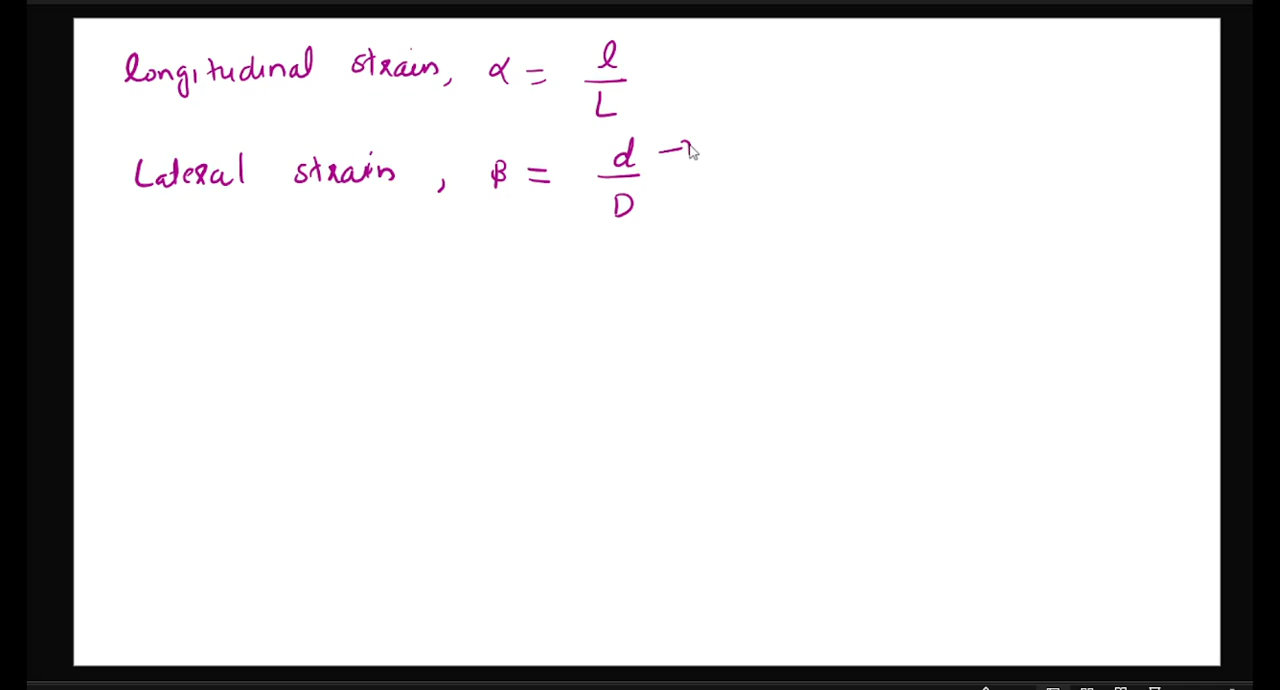 longitudinal strain, α = l/L
Lateral strain, β = d/D →